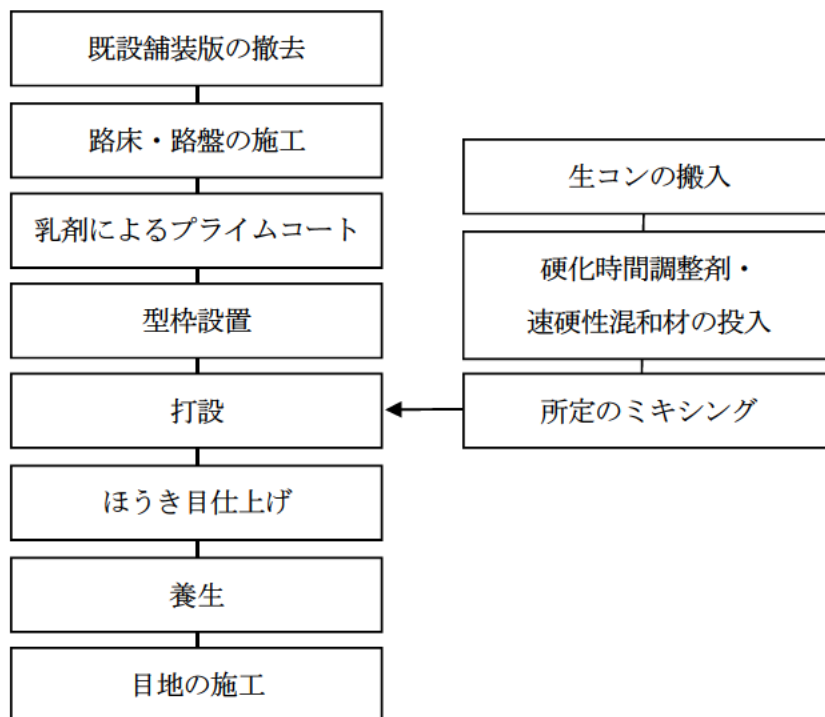 既設舗装版の撤去
路床・路盤の施工
乳剤によるプライムコート
型枠設置
打設
ほうき目仕上げ
養生
目地の施工
生コンの搬入
硬化時間調整剤・
速硬性混和材の投入
所定のミキシング